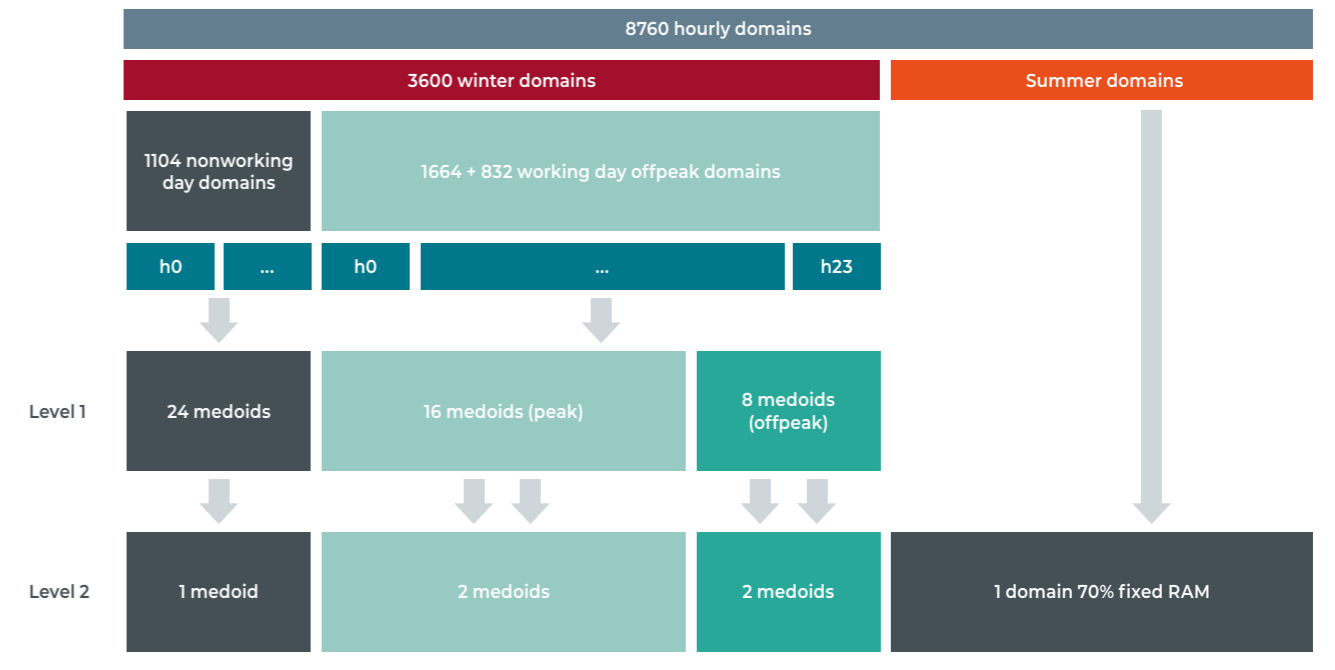 8760 hourly domains
3600 winter domains
Summer domains
1104 nonworking
day domains
1664 + 832 working day offpeak domains
h0
...
h0
...
h23
Level 1
24 medoids
16 medoids (peak)
8 medoids
(offpeak)
Level 2
1 medoid
2 medoids
2 medoids
1 domain 70% fixed RAM